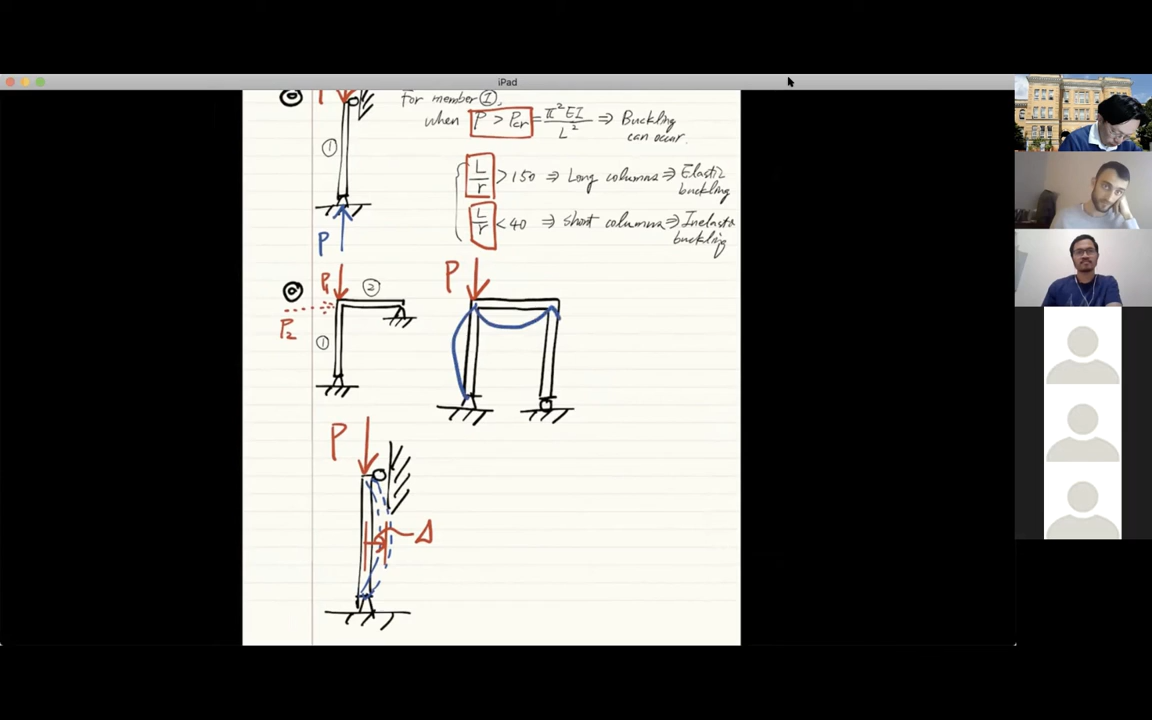 iPad
For member ①,
when P > Pcr = π²EI / L² ⇒ Buckling
can occur.
①
L/r > 150 ⇒ Long columns ⇒ Elastic
buckling
L/r < 40 ⇒ short columns ⇒ Inelastic
buckling
P
P₁ ②
P
P₂
①
P
Δ